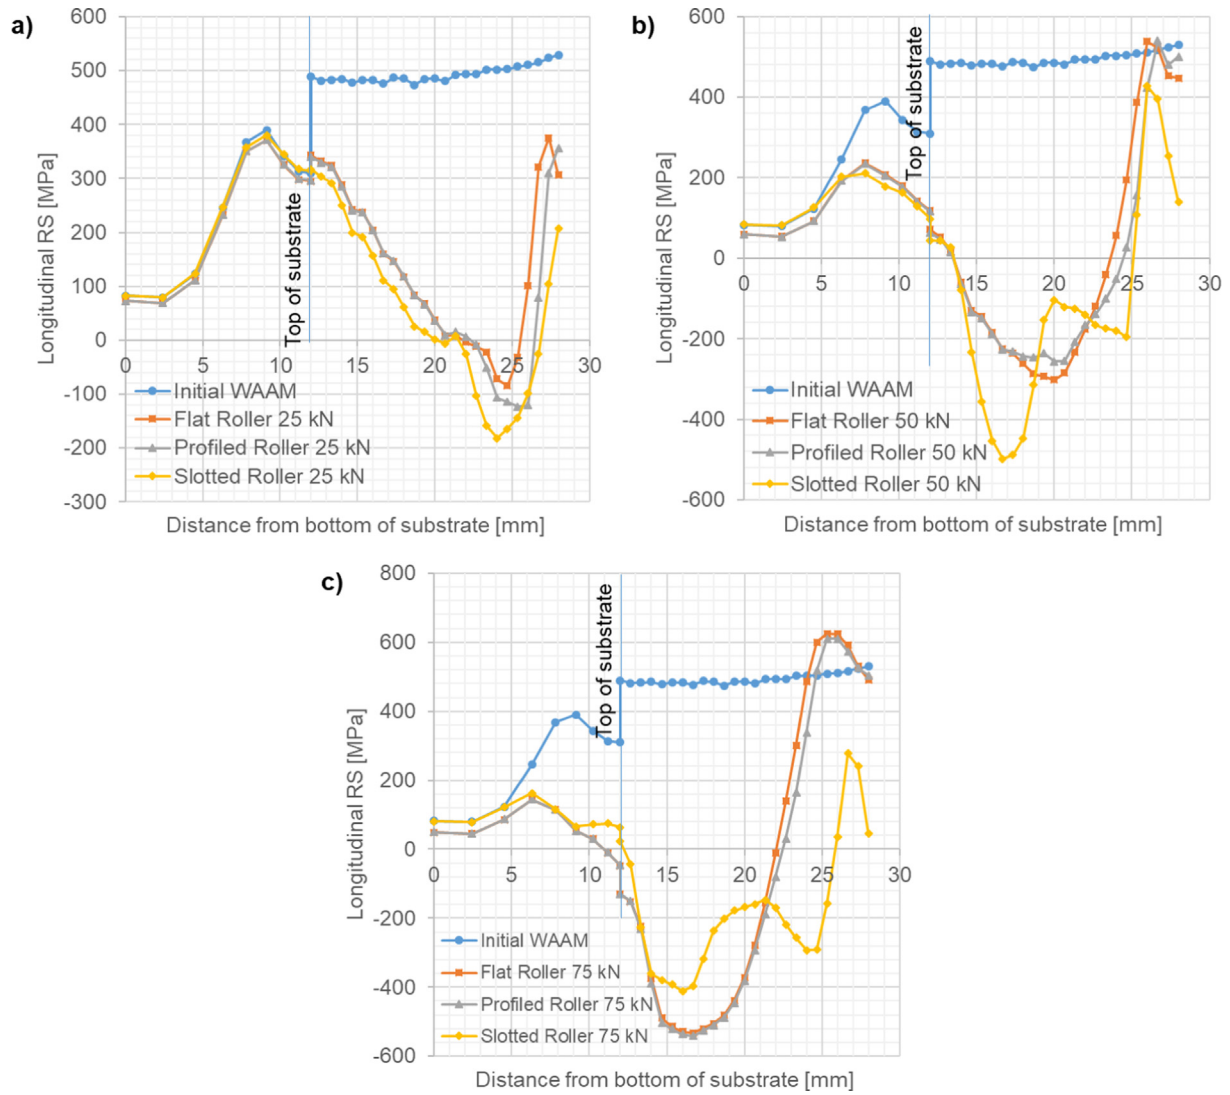 a)
600
500
400
300
200
100
0
-100
-200
-300
0
5
10
15
20
25
30
Longitudinal RS [MPa]
Distance from bottom of substrate [mm]
Top of substrate
Initial WAAM
Flat Roller 25 kN
Profiled Roller 25 kN
Slotted Roller 25 kN
b)
600
400
200
0
-200
-400
-600
0
5
10
15
20
25
30
Longitudinal RS [MPa]
Distance from bottom of substrate [mm]
Top of substrate
Initial WAAM
Flat Roller 50 kN
Profiled Roller 50 kN
Slotted Roller 50 kN
c)
800
600
400
200
0
-200
-400
-600
0
5
10
15
20
25
30
Longitudinal RS [MPa]
Distance from bottom of substrate [mm]
Top of substrate
Initial WAAM
Flat Roller 75 kN
Profiled Roller 75 kN
Slotted Roller 75 kN